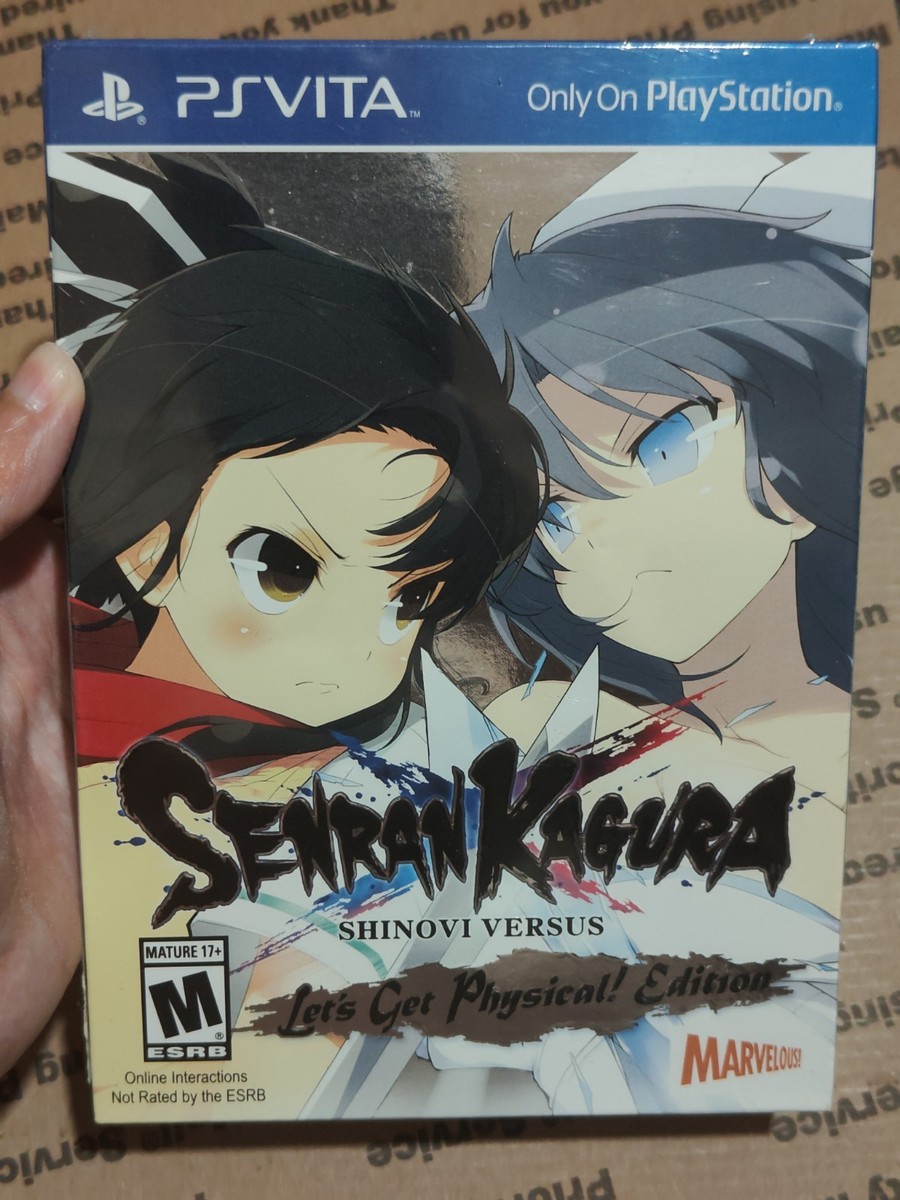 PSVITA™
Only On PlayStation®
SENRAN KAGURA
SHINOVI VERSUS
Let's Get Physical! Edition
MATURE 17+
M®
ESRB
Online Interactions
Not Rated by the ESRB
MARVELOUS!